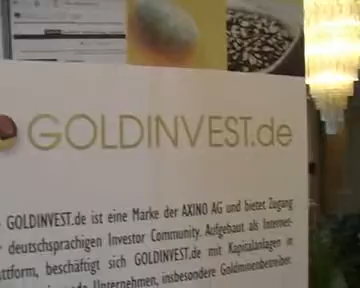 GOLDINVEST.de
GOLDINVEST.de ist eine Marke der AXINO AG und bietet Zugang
deutschsprachigen Investor Community. Aufgebaut als Internet-
ttform, beschäftigt sich GOLDINVEST.de mit Kapitalanlagen in
Unternehmen, insbesondere Goldminenbetreiber.